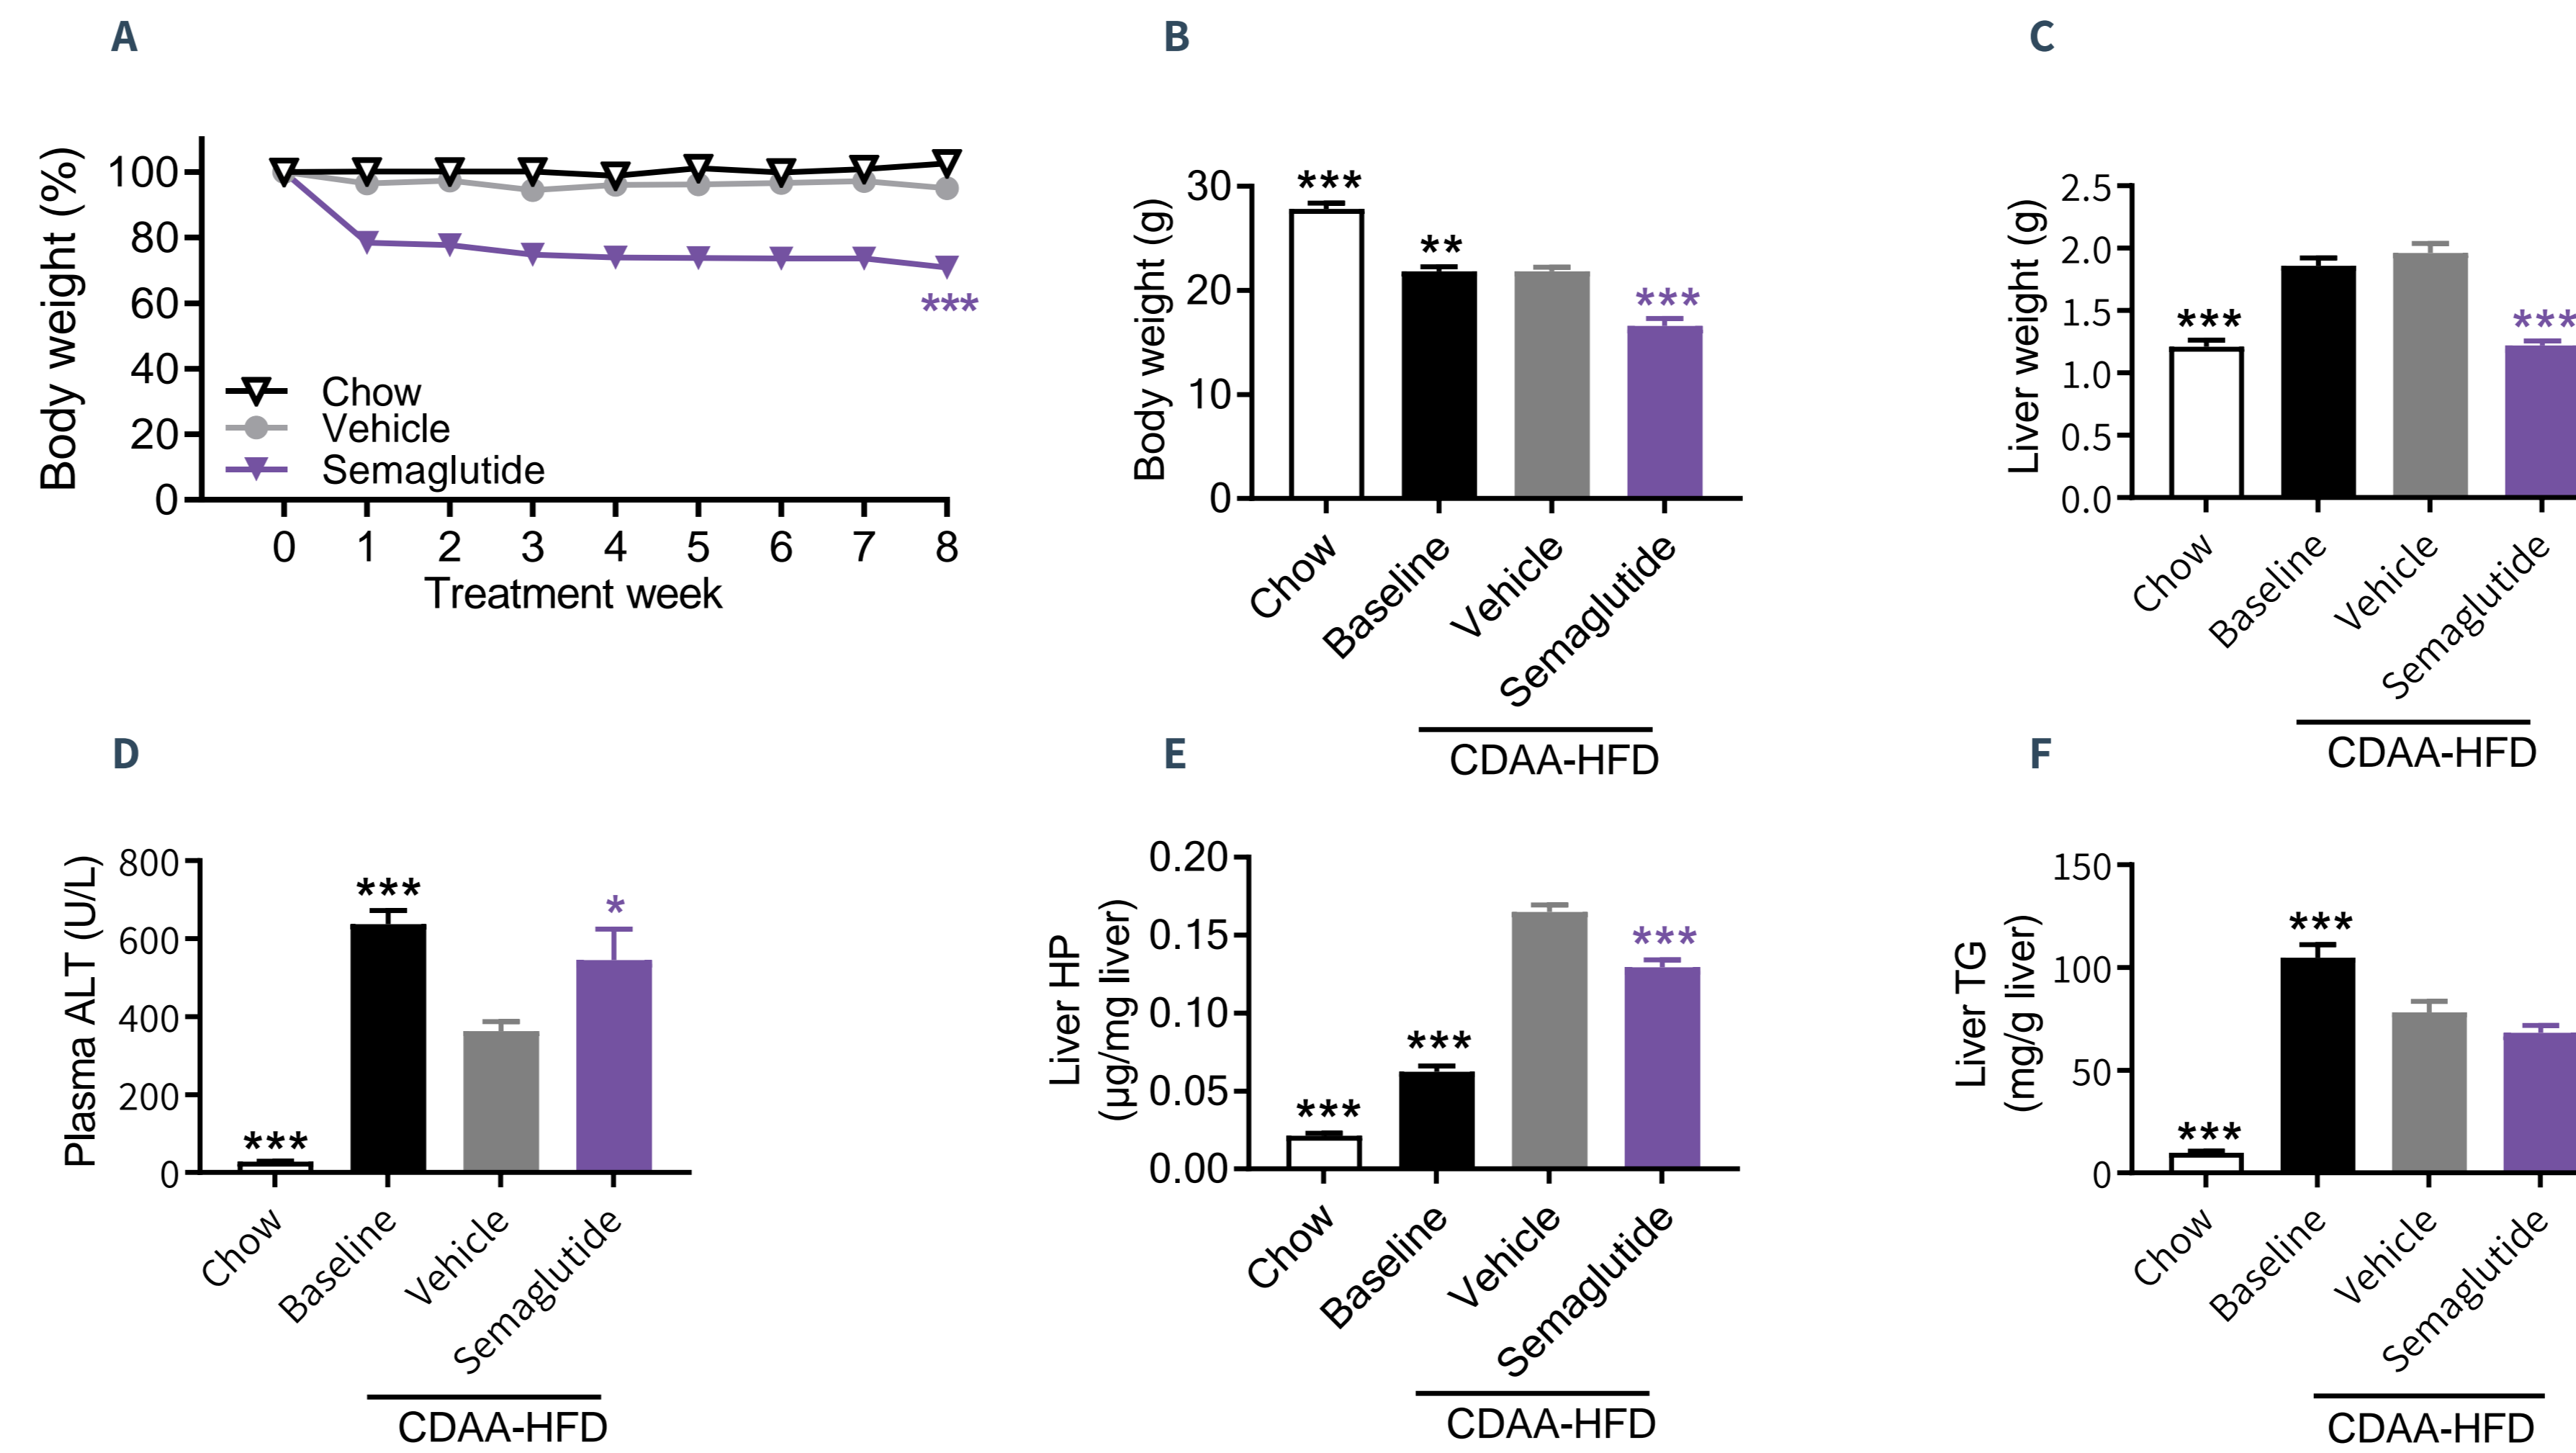 A
Body weight (%)
100
80
60
40
20
0
***
Chow
Vehicle
Semaglutide
0 1 2 3 4 5 6 7 8
Treatment week
B
Body weight (g)
30
20
10
0
***
**
***
Chow
Baseline
Vehicle
Semaglutide
CDAA-HFD
C
Liver weight (g)
2.5
2.0
1.5
1.0
0.5
0.0
***
***
Chow
Baseline
Vehicle
Semaglutide
CDAA-HFD
D
Plasma ALT (U/L)
800
600
400
200
0
***
***
*
Chow
Baseline
Vehicle
Semaglutide
CDAA-HFD
E
Liver HP
(µg/mg liver)
0.20
0.15
0.10
0.05
0.00
***
***
***
Chow
Baseline
Vehicle
Semaglutide
CDAA-HFD
F
Liver TG
(mg/g liver)
150
100
50
0
***
***
Chow
Baseline
Vehicle
Semaglutide
CDAA-HFD